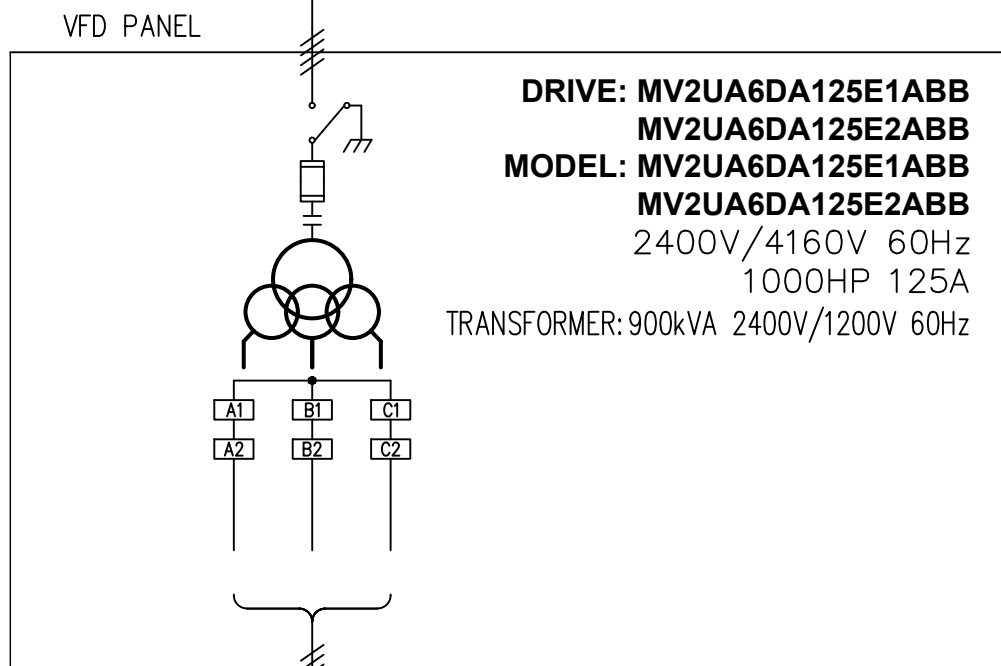 VFD PANEL
DRIVE: MV2UA6DA125E1ABB
MV2UA6DA125E2ABB
MODEL: MV2UA6DA125E1ABB
MV2UA6DA125E2ABB
2400V/4160V 60Hz
1000HP 125A
TRANSFORMER: 900kVA 2400V/1200V 60Hz
A1 B1 C1
A2 B2 C2